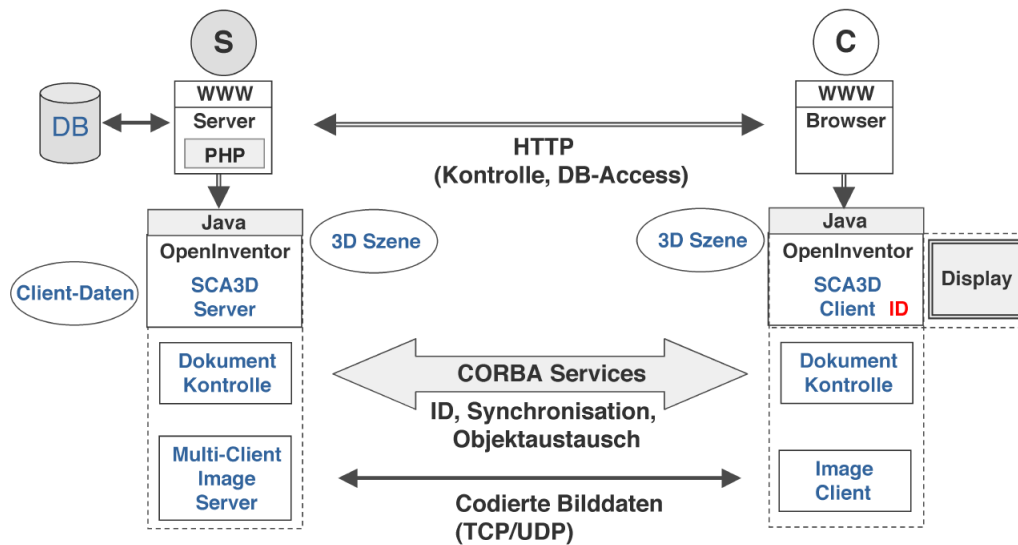 S
C
WWW
Server
PHP
DB
HTTP
(Kontrolle, DB-Access)
WWW
Browser
Java
OpenInventor
SCA3D
Server
3D Szene
Client-Daten
3D Szene
Java
OpenInventor
SCA3D
Client ID
Display
Dokument
Kontrolle
CORBA Services
ID, Synchronisation,
Objektaustausch
Dokument
Kontrolle
Multi-Client
Image
Server
Codierte Bilddaten
(TCP/UDP)
Image
Client